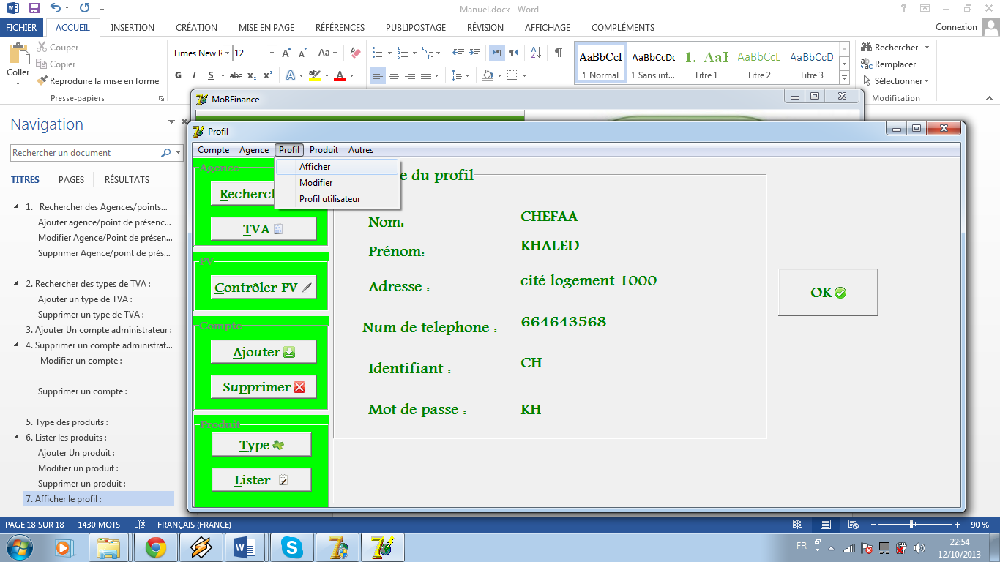 Manuel.docx - Word
FICHIER ACCUEIL INSERTION CRÉATION MISE EN PAGE RÉFÉRENCES PUBLIPOSTAGE RÉVISION AFFICHAGE COMPLÉMENTS Connexion
Coller
Couper
Copier
Reproduire la mise en forme
Presse-papiers
Times New R 12
G I S abc x₂ x²
AaBbCcI AaBbCcDc 1. AaI AaBbCcD AaBbCcD
¶ Normal ¶ Sans int... Titre 1 Titre 2 Titre 3
Rechercher
Remplacer
Sélectionner
Modification
Navigation
Rechercher un document
TITRES PAGES RÉSULTATS
1. Rechercher des Agences/points...
Ajouter agence/point de présenc...
Modifier Agence/Point de présen...
Supprimer Agence/point de prés...
2. Rechercher des types de TVA :
Ajouter un type de TVA :
Supprimer un type de TVA :
3. Ajouter Un compte administrateur :
4. Supprimer un compte administrat...
Modifier un compte :
Supprimer un compte :
5. Type des produits :
6. Lister les produits :
Ajouter Un produit :
Modifier un produit :
Supprimer un produit :
7. Afficher le profil :
MoBFinance
Profil
Compte Agence Profil Produit Autres
Afficher
Modifier
Profil utilisateur
Agence
TVA
PV
Contrôler PV
Compte
Ajouter
Supprimer
Produit
Type
Lister
du profil
Nom: CHEFAA
Prénom: KHALED
Adresse : cité logement 1000
Num de telephone : 664643568
Identifiant : CH
Mot de passe : KH
OK
PAGE 18 SUR 18 1430 MOTS FRANÇAIS (FRANCE) 90 %
FR 22:54
12/10/2013